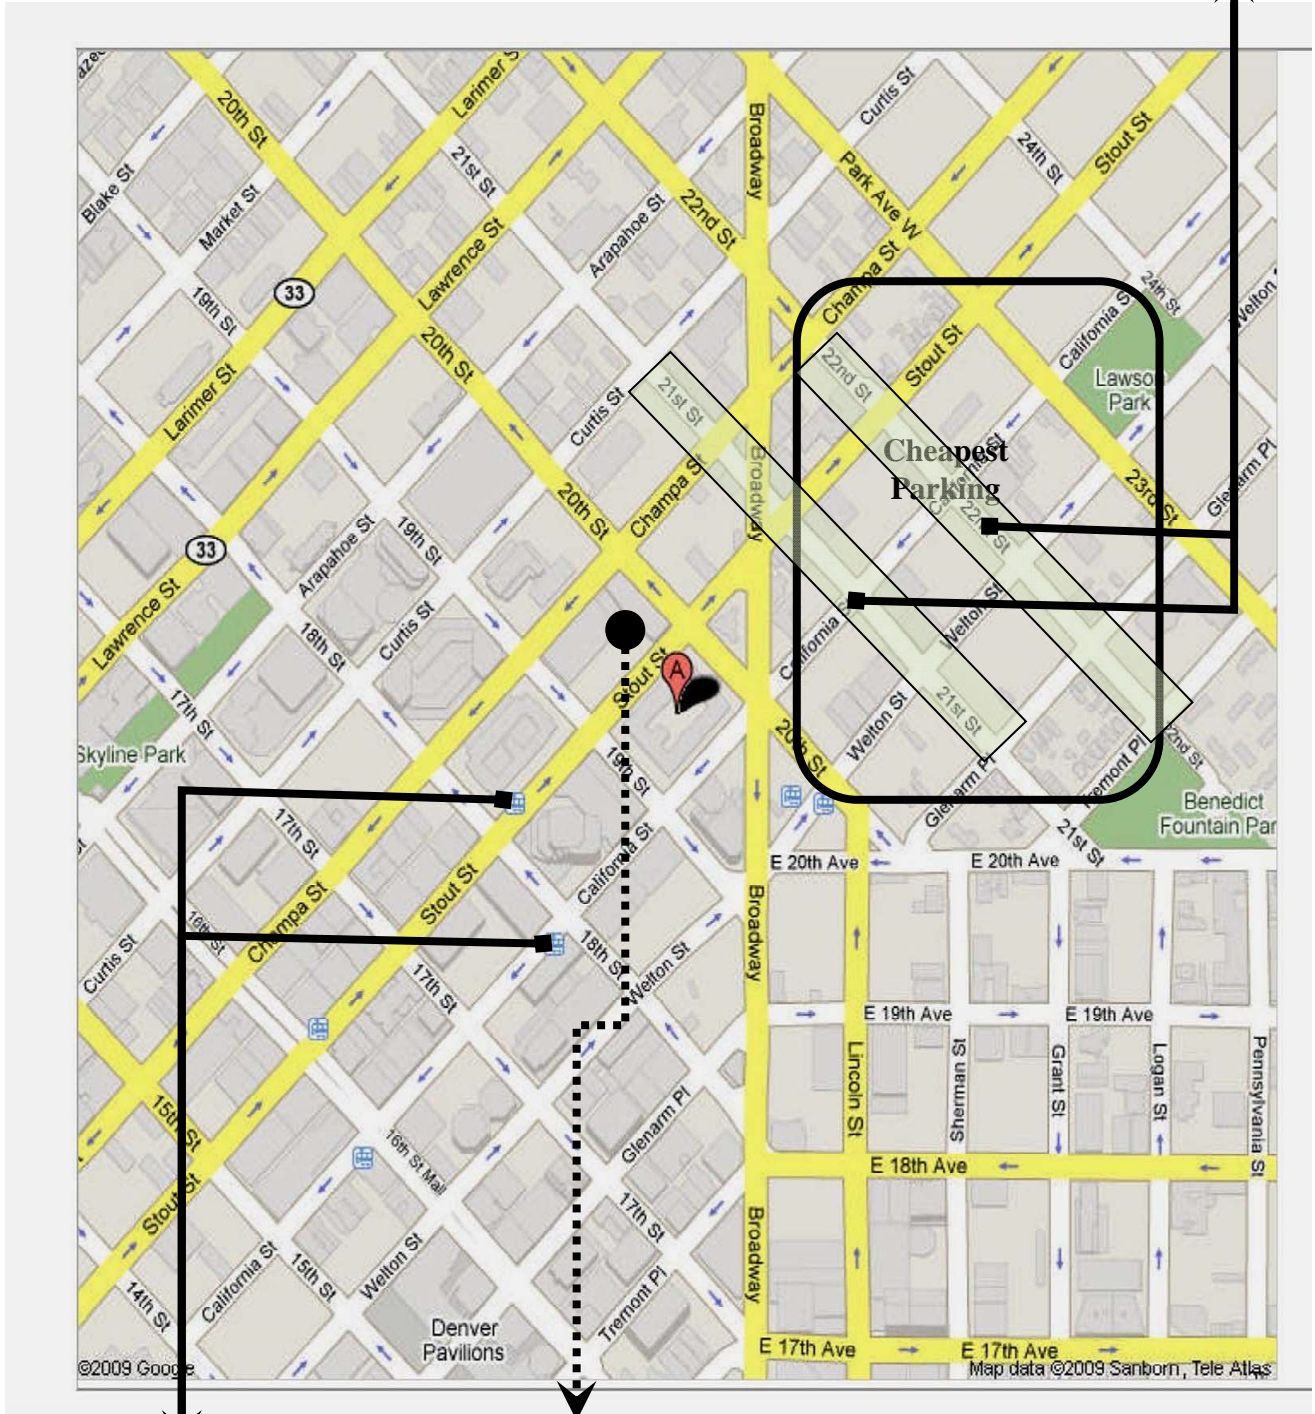 20th St
Larimer S
Blake St
Market St
21st St
Broadway
Curtis St
24th St
Stout St
Park Ave W
22nd St
Arapahoe St
Lawrence St
19th St
33
Champa St
24th St
California S
Welton
Lawson
Park
20th St
Larimer St
Curtis St
21st St
22nd St
Stout St
Cheapest
Parking
Broadway
22nd St
23rd St
Glenarm Pl
Champa St
20th St
33
19th St
Arapahoe St
Lawrence St
18th St
Curtis St
17th St
Skyline Park
Stout St
A
California
Welton St
Welton St
21st St
20th St
Glenarm Pl
Tremont Pl
2nd St
Benedict
Fountain Par
19th St
17th St
California St
Stout St
Champa St
16th St
Curtis St
17th St
18th St
Welton St
Broadway
E 20th Ave
E 20th Ave
21st St
E 19th Ave
E 19th Ave
Lincoln St
Sherman St
Grant St
Logan St
Pennsylvania St
15th St
Stout St
16th St Mall
Glenarm Pl
E 18th Ave
17th St
Broadway
14th St
California St
15th St
Welton St
Tremont Pl
Denver
Pavilions
E 17th Ave
E 17th Ave
©2009 Google
Map data ©2009 Sanborn, Tele Atlas